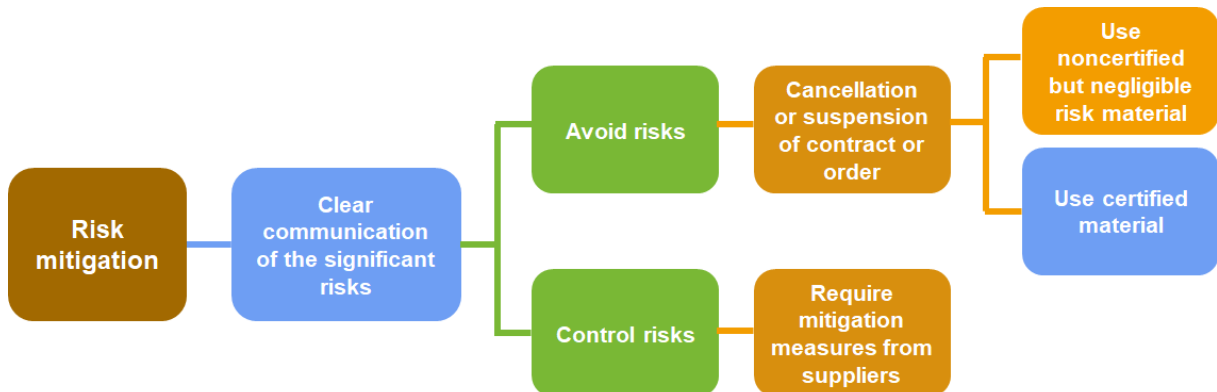 Risk
mitigation
Clear
communication
of the significant
risks
Avoid risks
Cancellation
or suspension
of contract or
order
Use
noncertified
but negligible
risk material
Use certified
material
Control risks
Require
mitigation
measures from
suppliers